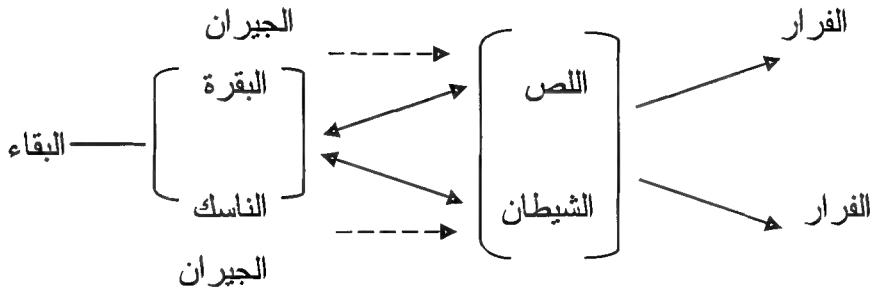 الجيران
الفرار
البقرة
اللص
البقاء
الناسك
الشيطان
الفرار
الجيران